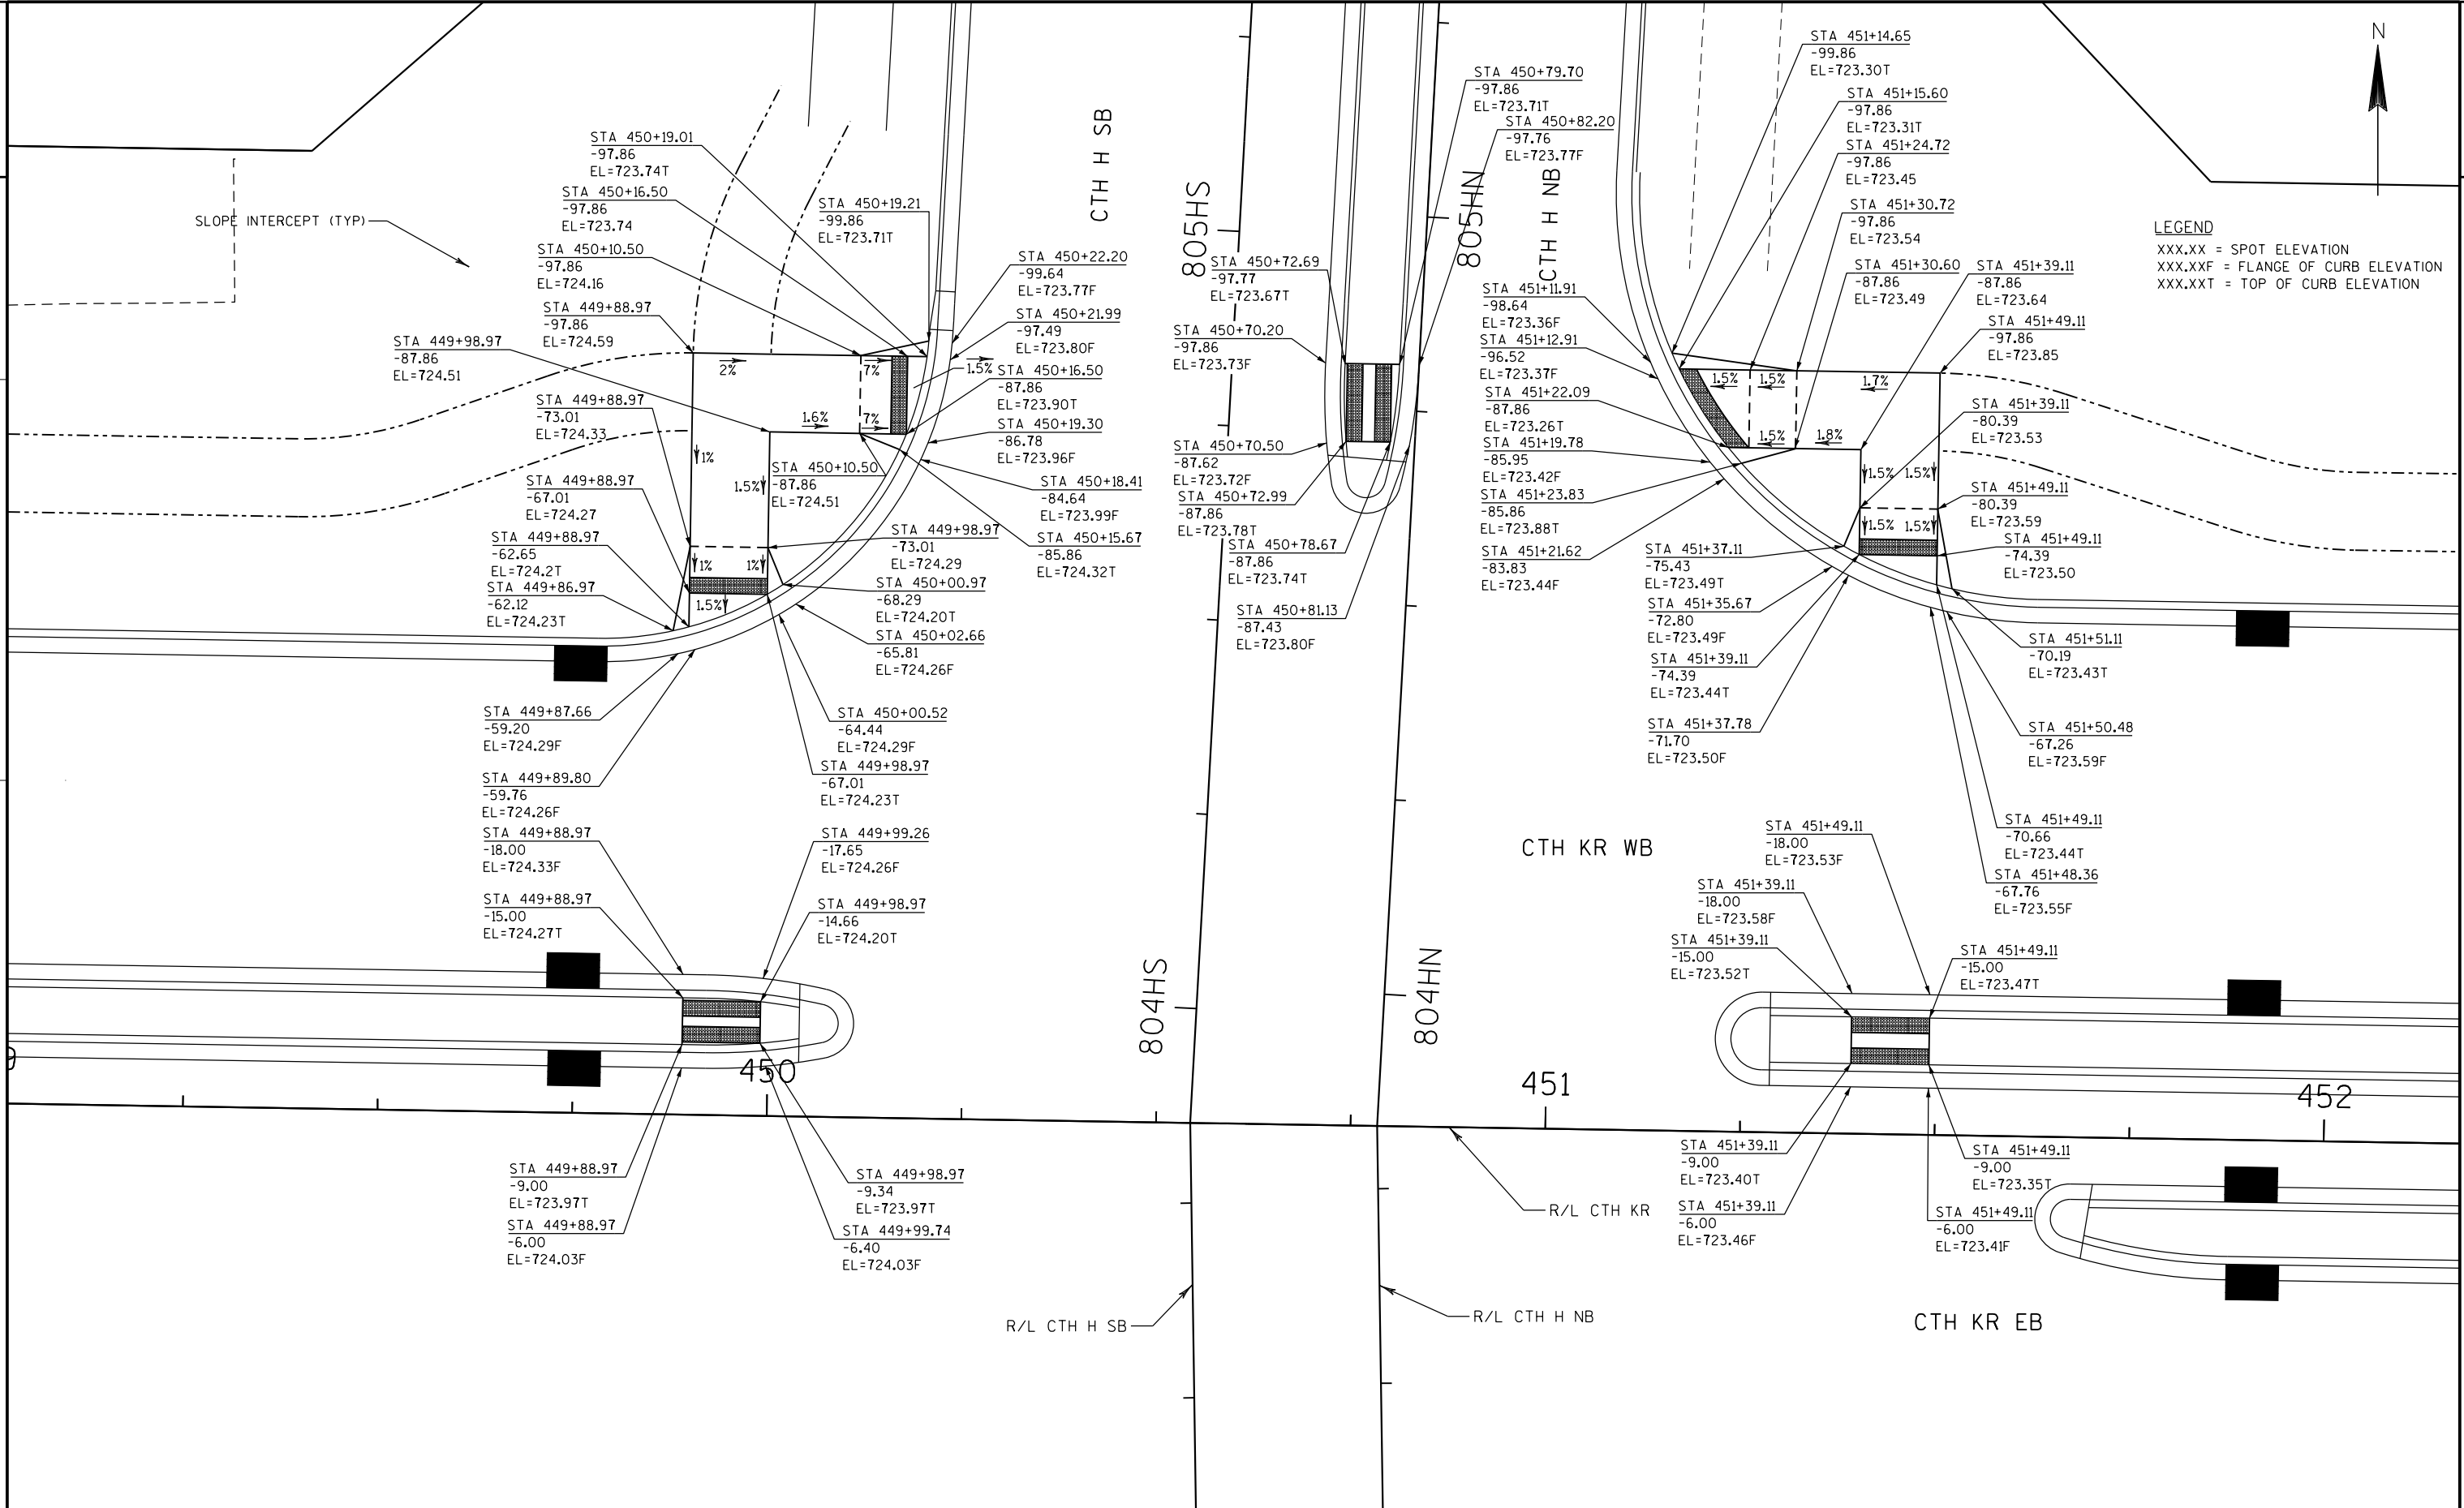 STA 450+19.01
-97.86
EL=723.74T
STA 450+16.50
-97.86
EL=723.74
STA 450+10.50
-97.86
EL=724.16
STA 449+88.97
-97.86
EL=724.59
STA 449+98.97
-87.86
EL=724.51
STA 449+88.97
-73.01
EL=724.33
STA 449+88.97
-67.01
EL=724.27
STA 449+88.97
-62.65
EL=724.2T
STA 449+86.97
-62.12
EL=724.23T
STA 449+87.66
-59.20
EL=724.29F
STA 449+89.80
-59.76
EL=724.26F
STA 449+88.97
-18.00
EL=724.33F
STA 449+88.97
-15.00
EL=724.27T
STA 449+88.97
-9.00
EL=723.97T
STA 449+88.97
-6.00
EL=724.03F
SLOPE INTERCEPT (TYP)
STA 450+19.21
-99.86
EL=723.71T
STA 450+22.20
-99.64
EL=723.77F
STA 450+21.99
-97.49
EL=723.80F
STA 450+16.50
-87.86
EL=723.90T
STA 450+19.30
-86.78
EL=723.96F
STA 450+18.41
-84.64
EL=723.99F
STA 450+15.67
-85.86
EL=724.32T
STA 450+10.50
-87.86
EL=724.51
STA 449+98.97
-73.01
EL=724.29
STA 450+00.97
-68.29
EL=724.20T
STA 450+02.66
-65.81
EL=724.26F
STA 450+00.52
-64.44
EL=724.29F
STA 449+98.97
-67.01
EL=724.23T
STA 449+99.26
-17.65
EL=724.26F
STA 449+98.97
-14.66
EL=724.20T
STA 449+98.97
-9.34
EL=723.97T
STA 449+99.74
-6.40
EL=724.03F
2%
7%
1.5%
1.6%
7%
1%
1.5%
1%
1%
1.5%
CTH H SB
805HS
805HN
CTH H NB
804HS
804HN
STA 450+79.70
-97.86
EL=723.71T
STA 450+82.20
-97.76
EL=723.77F
STA 450+72.69
-97.77
EL=723.67T
STA 450+70.20
-97.86
EL=723.73F
STA 450+70.50
-87.62
EL=723.72F
STA 450+72.99
-87.86
EL=723.78T
STA 450+78.67
-87.86
EL=723.74T
STA 450+81.13
-87.43
EL=723.80F
STA 451+14.65
-99.86
EL=723.30T
STA 451+15.60
-97.86
EL=723.31T
STA 451+24.72
-97.86
EL=723.45
STA 451+30.72
-97.86
EL=723.54
STA 451+30.60
-87.86
EL=723.49
STA 451+39.11
-87.86
EL=723.64
STA 451+49.11
-97.86
EL=723.85
STA 451+39.11
-80.39
EL=723.53
STA 451+49.11
-80.39
EL=723.59
STA 451+49.11
-74.39
EL=723.50
STA 451+51.11
-70.19
EL=723.43T
STA 451+50.48
-67.26
EL=723.59F
STA 451+49.11
-70.66
EL=723.44T
STA 451+48.36
-67.76
EL=723.55F
STA 451+11.91
-98.64
EL=723.36F
STA 451+12.91
-96.52
EL=723.37F
STA 451+22.09
-87.86
EL=723.26T
STA 451+19.78
-85.95
EL=723.42F
STA 451+23.83
-85.86
EL=723.88T
STA 451+21.62
-83.83
EL=723.44F
STA 451+37.11
-75.43
EL=723.49T
STA 451+35.67
-72.80
EL=723.49F
STA 451+39.11
-74.39
EL=723.44T
STA 451+37.78
-71.70
EL=723.50F
1.5%
1.5%
1.7%
1.5%
1.8%
1.5%
1.5%
1.5%
1.5%
STA 451+49.11
-18.00
EL=723.53F
STA 451+39.11
-18.00
EL=723.58F
STA 451+39.11
-15.00
EL=723.52T
STA 451+49.11
-15.00
EL=723.47T
STA 451+39.11
-9.00
EL=723.40T
STA 451+39.11
-6.00
EL=723.46F
STA 451+49.11
-9.00
EL=723.35T
STA 451+49.11
-6.00
EL=723.41F
N
LEGEND
XXX.XX = SPOT ELEVATION
XXX.XXF = FLANGE OF CURB ELEVATION
XXX.XXT = TOP OF CURB ELEVATION
CTH KR WB
450
451
452
R/L CTH KR
R/L CTH H SB
R/L CTH H NB
CTH KR EB